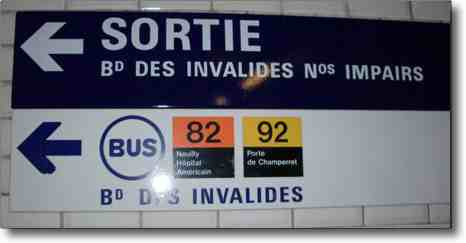 SORTIE
Bᴰ DES INVALIDES Nᴼˢ IMPAIRS
BUS 82 92
Neuilly
Hôpital
Américain
Porte
de Champerret
Bᴰ DES INVALIDES